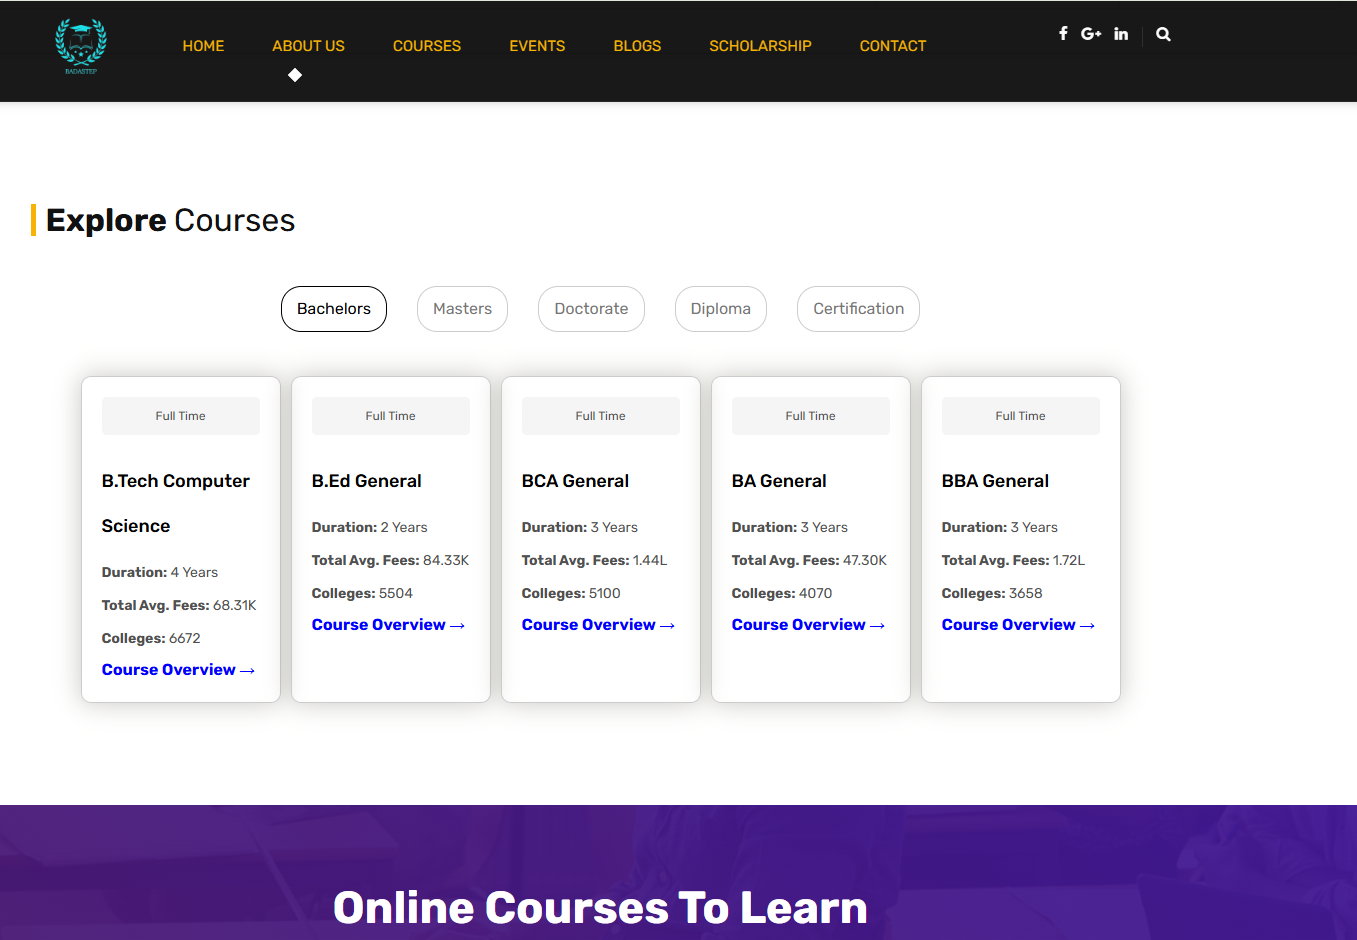 BADASTEP
HOME ABOUT US COURSES EVENTS BLOGS SCHOLARSHIP CONTACT
Explore Courses
Bachelors Masters Doctorate Diploma Certification
Full Time
B.Tech Computer
Science
Duration: 4 Years
Total Avg. Fees: 68.31K
Colleges: 6672
Course Overview →
Full Time
B.Ed General
Duration: 2 Years
Total Avg. Fees: 84.33K
Colleges: 5504
Course Overview →
Full Time
BCA General
Duration: 3 Years
Total Avg. Fees: 1.44L
Colleges: 5100
Course Overview →
Full Time
BA General
Duration: 3 Years
Total Avg. Fees: 47.30K
Colleges: 4070
Course Overview →
Full Time
BBA General
Duration: 3 Years
Total Avg. Fees: 1.72L
Colleges: 3658
Course Overview →
Online Courses To Learn